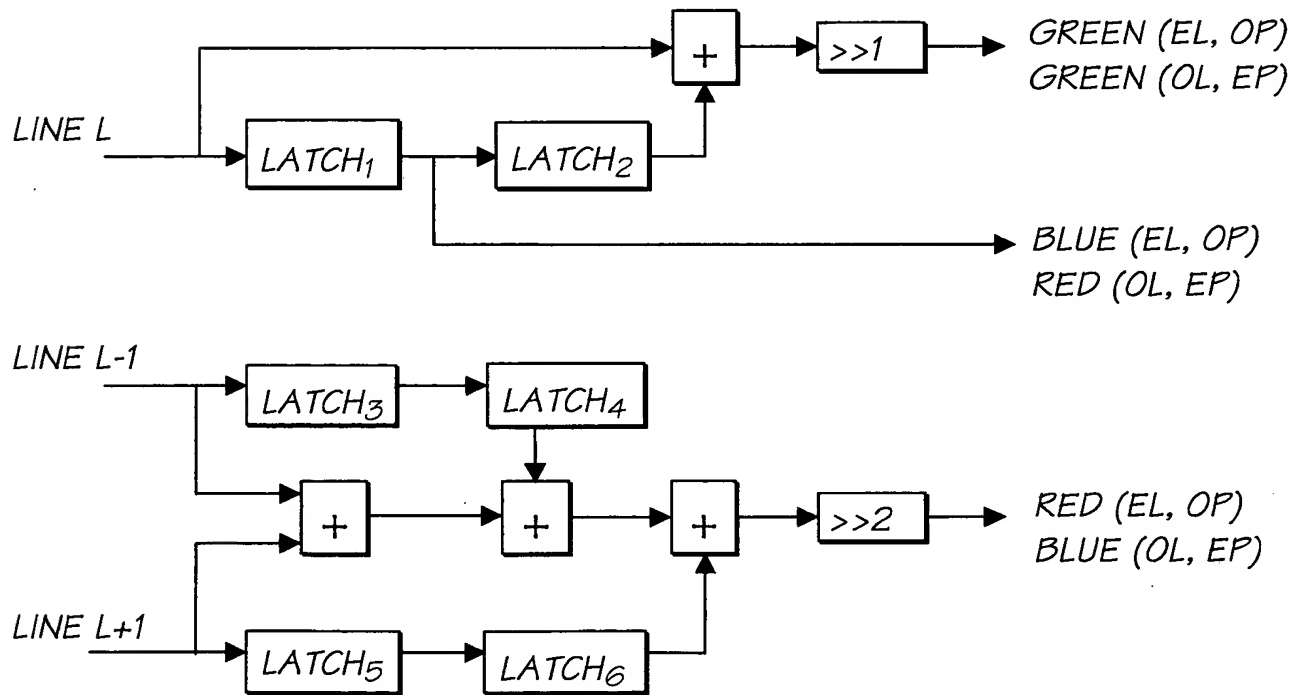 GREEN (EL, OP)
GREEN (OL, EP)
+
>>1
LINE L
LATCH1
LATCH2
BLUE (EL, OP)
RED (OL, EP)
LINE L-1
LATCH3
LATCH4
+
+
+
>>2
RED (EL, OP)
BLUE (OL, EP)
LINE L+1
LATCH5
LATCH6